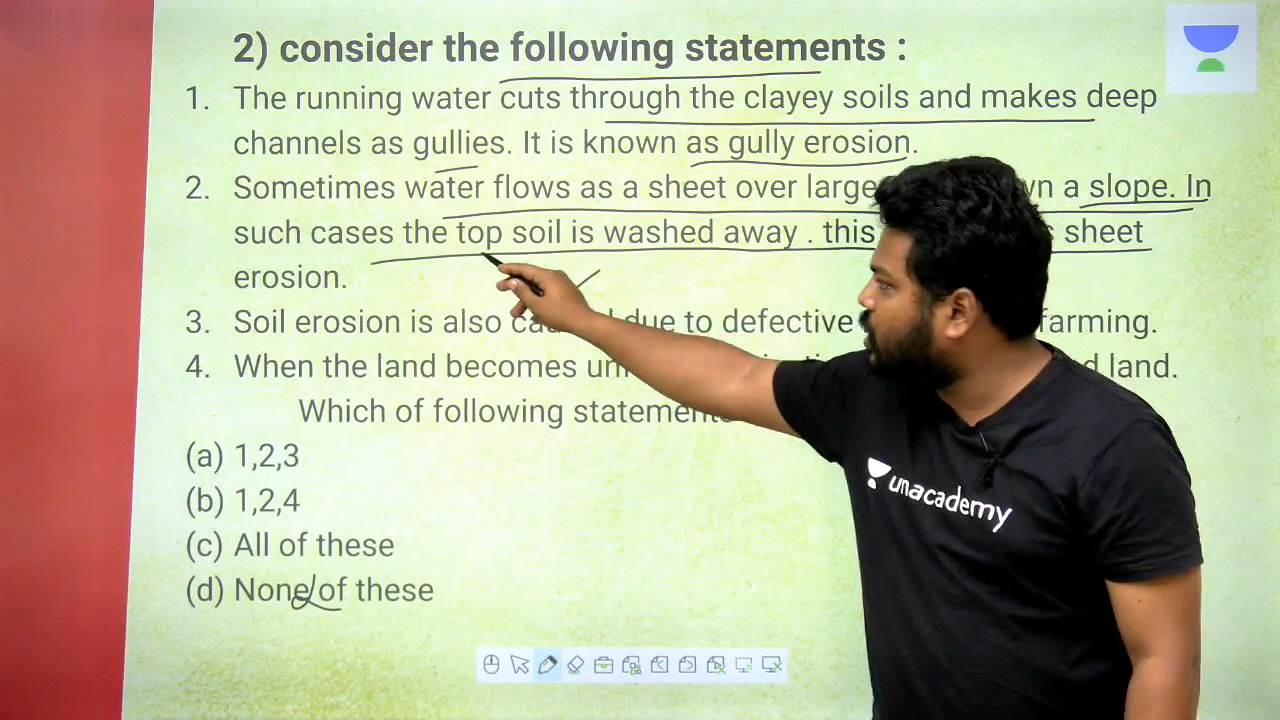 2) consider the following statements :
1. The running water cuts through the clayey soils and makes deep
channels as gullies. It is known as gully erosion.
2. Sometimes water flows as a sheet over large a slope. In
such cases the top soil is washed away . this sheet
erosion.
3. Soil erosion is also due to defective farming.
4. When the land becomes land.
Which of following statements
(a) 1,2,3
(b) 1,2,4
(c) All of these
(d) None of these
unacademy